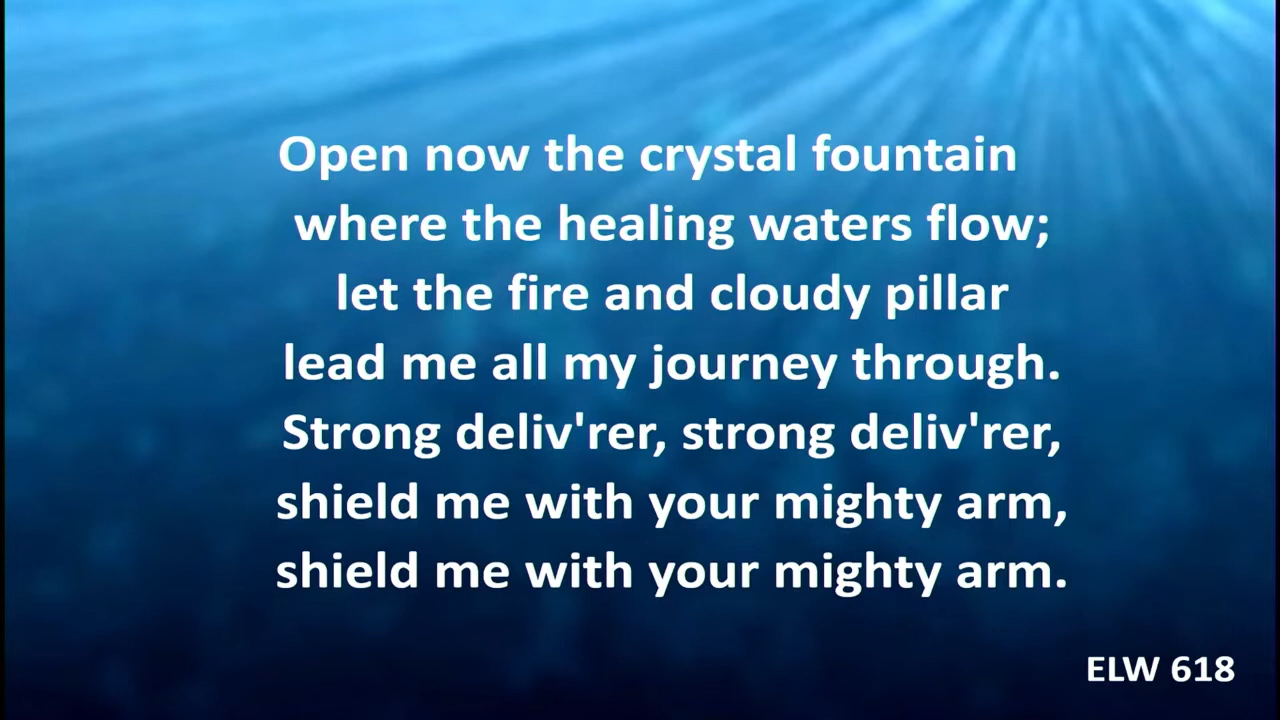 Open now the crystal fountain
where the healing waters flow;
let the fire and cloudy pillar
lead me all my journey through.
Strong deliv'rer, strong deliv'rer,
shield me with your mighty arm,
shield me with your mighty arm.
ELW 618